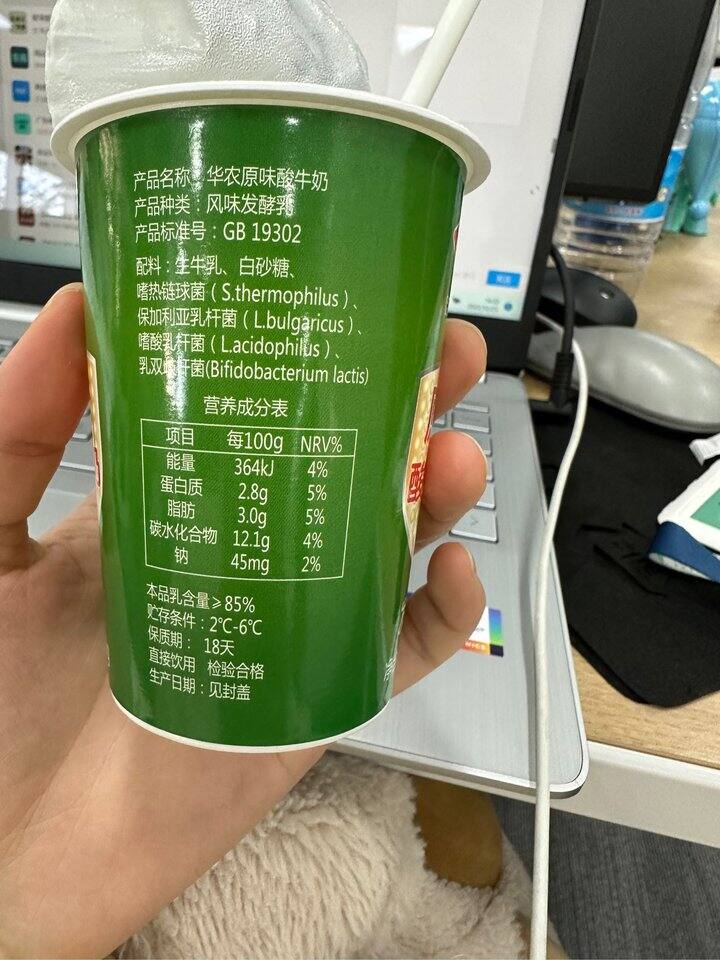 产品名称：华农原味酸牛奶
产品种类：风味发酵乳
产品标准号：GB 19302
配料：生牛乳、白砂糖、
嗜热链球菌（S.thermophilus）、
保加利亚乳杆菌（L.bulgaricus）、
嗜酸乳杆菌（L.acidophilus）、
乳双歧杆菌(Bifidobacterium lactis)
营养成分表
项目 每100g NRV%
能量 364kJ 4%
蛋白质 2.8g 5%
脂肪 3.0g 5%
碳水化合物 12.1g 4%
钠 45mg 2%
本品乳含量≥85%
贮存条件：2℃-6℃
保质期： 18天
直接饮用 检验合格
生产日期：见封盖